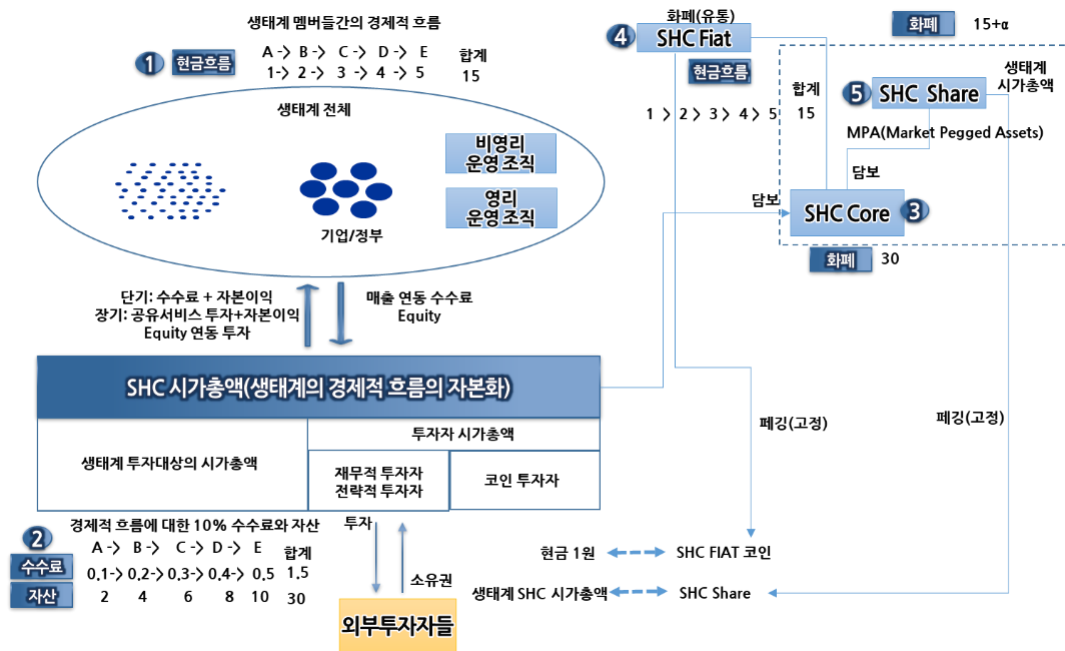 생태계 멤버들간의 경제적 흐름
1 현금흐름
A -> B -> C -> D -> E 합계
1-> 2 -> 3 -> 4 -> 5 15
생태계 전체
비영리
운영 조직
영리
운영 조직
기업/정부
단기: 수수료 + 자본이익
장기: 공유서비스 투자+자본이익
Equity 연동 투자
매출 연동 수수료
Equity
SHC 시가총액(생태계의 경제적 흐름의 자본화)
생태계 투자대상의 시가총액
투자자 시가총액
재무적 투자자
전략적 투자자
코인 투자자
2 경제적 흐름에 대한 10% 수수료와 자산
A -> B -> C -> D -> E 합계
수수료 0.1-> 0.2-> 0.3-> 0.4-> 0.5 1.5
자산 2 4 6 8 10 30
투자
소유권
외부투자자들
화폐(유통)
4 SHC Fiat
현금흐름
1 > 2 > 3 > 4 > 5
합계
15
화폐 15+α
생태계
시가총액
5 SHC Share
MPA(Market Pegged Assets)
담보
담보
SHC Core 3
화폐 30
페깅(고정)
페깅(고정)
현금 1원 SHC FIAT 코인
생태계 SHC 시가총액 SHC Share